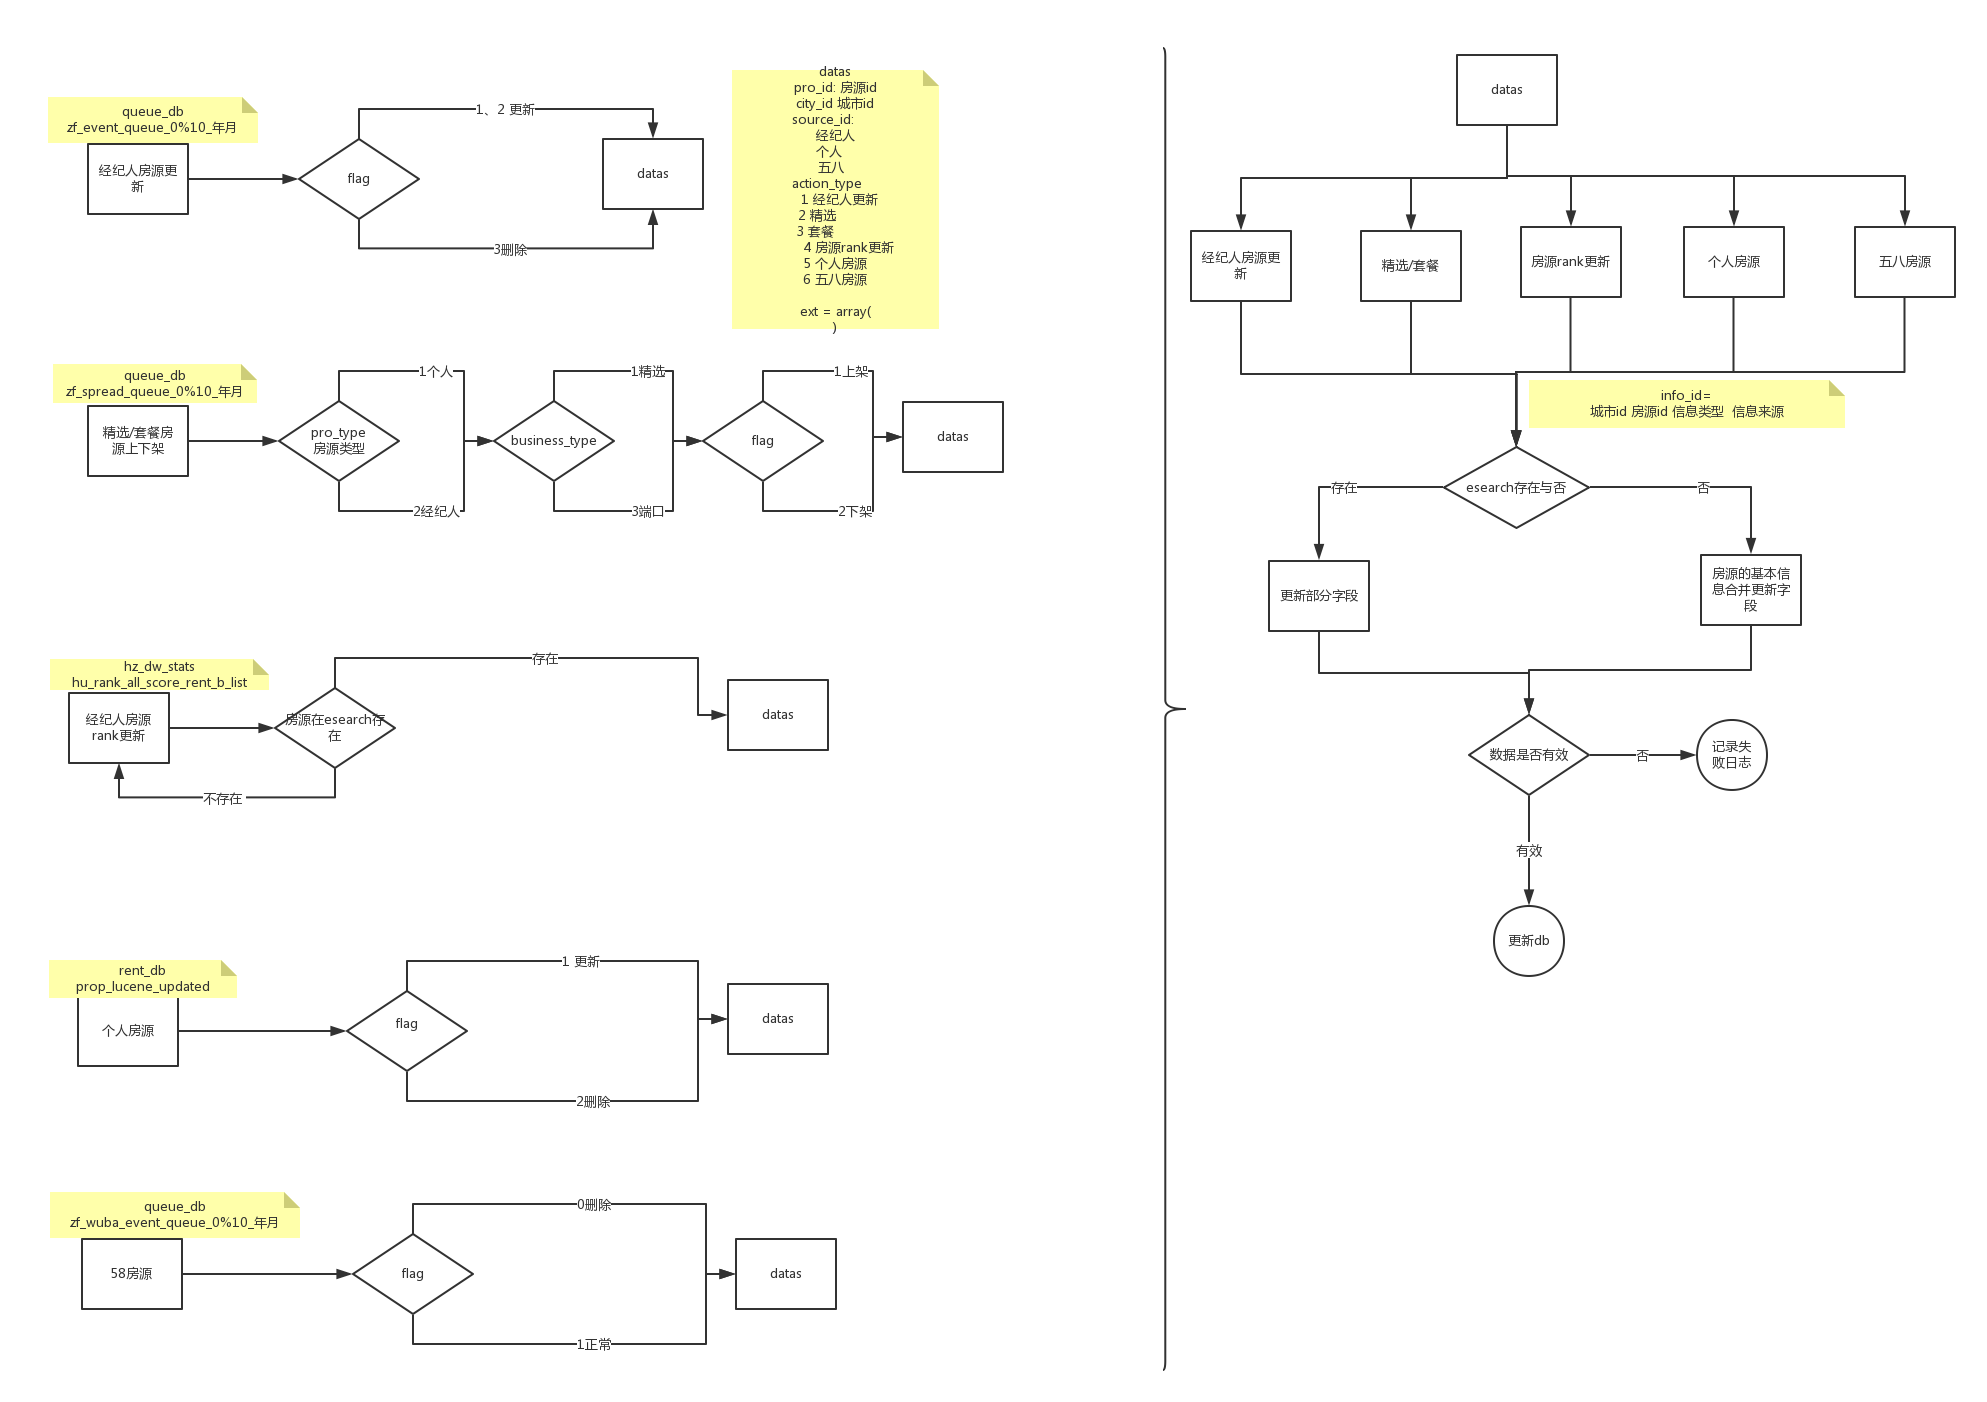 queue_db
zf_event_queue_0%10_年月
经纪人房源更
新
flag
1、2 更新
3删除
datas
datas
pro_id: 房源id
city_id 城市id
source_id:
经纪人
个人
五八
action_type
1 经纪人更新
2 精选
3 套餐
4 房源rank更新
5 个人房源
6 五八房源
ext = array(
)
queue_db
zf_spread_queue_0%10_年月
精选/套餐房
源上下架
pro_type
房源类型
1个人
2经纪人
business_type
1精选
3端口
flag
1上架
2下架
datas
hz_dw_stats
hu_rank_all_score_rent_b_list
经纪人房源
rank更新
房源在esearch存
在
存在
不存在
datas
rent_db
prop_lucene_updated
个人房源
flag
1 更新
2删除
datas
queue_db
zf_wuba_event_queue_0%10_年月
58房源
flag
0删除
1正常
datas
datas
经纪人房源更
新
精选/套餐
房源rank更新
个人房源
五八房源
info_id=
城市id 房源id 信息类型  信息来源
esearch存在与否
存在
否
更新部分字段
房源的基本信
息合并更新字
段
数据是否有效
否
记录失
败日志
有效
更新db